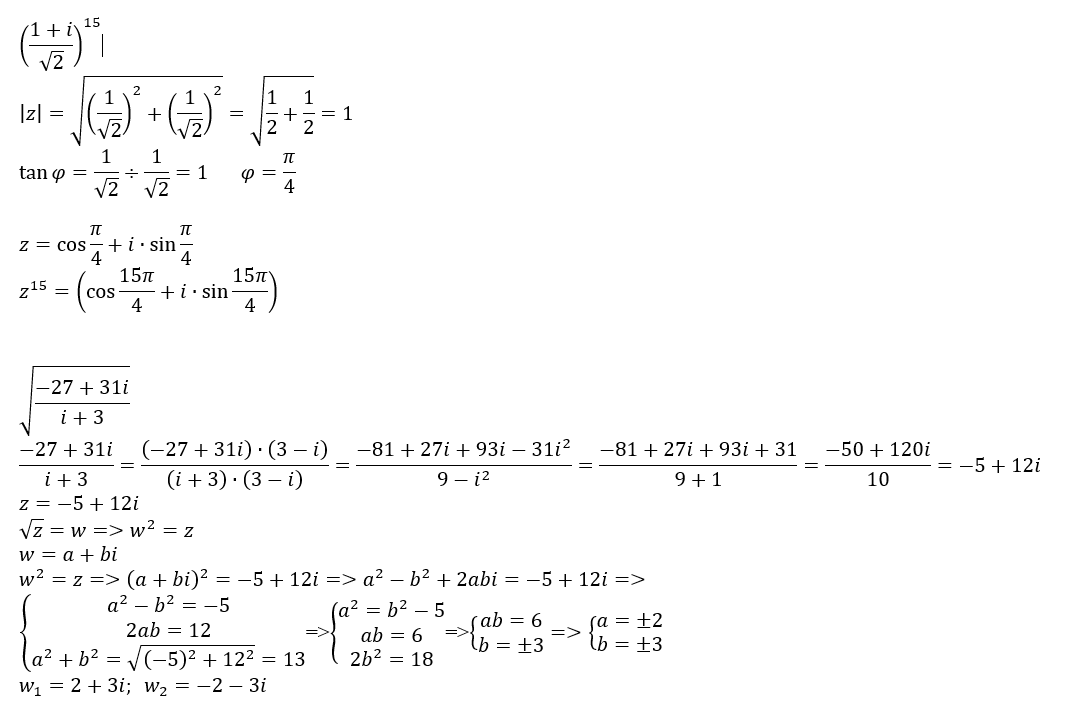 ((1 + i)/√2)^15
|z| = √((1/√2)^2 + (1/√2)^2) = √(1/2 + 1/2) = 1
tan φ = 1/√2 ÷ 1/√2 = 1 φ = π/4
z = cos π/4 + i · sin π/4
z^15 = (cos 15π/4 + i · sin 15π/4)
√((−27 + 31i)/(i + 3))
(−27 + 31i)/(i + 3) = ((−27 + 31i) · (3 − i))/((i + 3) · (3 − i)) = (−81 + 27i + 93i − 31i^2)/(9 − i^2) = (−81 + 27i + 93i + 31)/(9 + 1) = (−50 + 120i)/10 = −5 + 12i
z = −5 + 12i
√z = w => w^2 = z
w = a + bi
w^2 = z => (a + bi)^2 = −5 + 12i => a^2 − b^2 + 2abi = −5 + 12i =>
{a^2 − b^2 = −5; 2ab = 12; a^2 + b^2 = √((−5)^2 + 12^2) = 13 => {a^2 = b^2 − 5; ab = 6; 2b^2 = 18 => {ab = 6; b = ±3 => {a = ±2; b = ±3
w₁ = 2 + 3i; w₂ = −2 − 3i